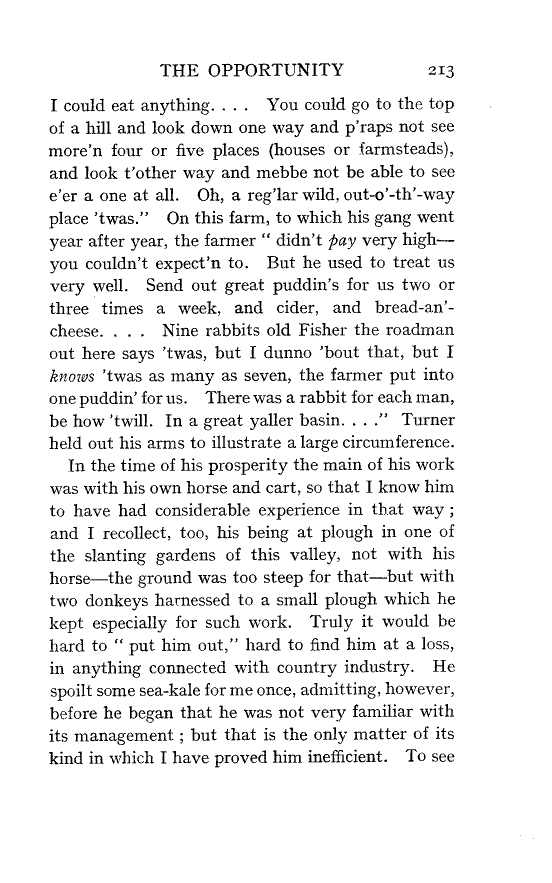 THE OPPORTUNITY 213
I could eat anything. . . . You could go to the top
of a hill and look down one way and p'raps not see
more'n four or five places (houses or farmsteads),
and look t'other way and mebbe not be able to see
e'er a one at all. Oh, a reg'lar wild, out-o'-th'-way
place 'twas." On this farm, to which his gang went
year after year, the farmer " didn't pay very high—
you couldn't expect'n to. But he used to treat us
very well. Send out great puddin's for us two or
three times a week, and cider, and bread-an'-
cheese. . . . Nine rabbits old Fisher the roadman
out here says 'twas, but I dunno 'bout that, but I
knows 'twas as many as seven, the farmer put into
one puddin' for us. There was a rabbit for each man,
be how 'twill. In a great yaller basin. . . ." Turner
held out his arms to illustrate a large circumference.
In the time of his prosperity the main of his work
was with his own horse and cart, so that I know him
to have had considerable experience in that way ;
and I recollect, too, his being at plough in one of
the slanting gardens of this valley, not with his
horse—the ground was too steep for that—but with
two donkeys harnessed to a small plough which he
kept especially for such work. Truly it would be
hard to " put him out," hard to find him at a loss,
in anything connected with country industry. He
spoilt some sea-kale for me once, admitting, however,
before he began that he was not very familiar with
its management ; but that is the only matter of its
kind in which I have proved him inefficient. To see